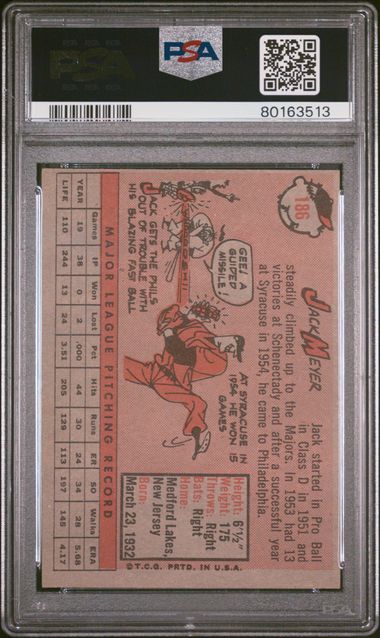 PSA
PSA
80163513
186
JACK MEYER
Jack started in Pro Ball
in Class D in 1951 and
steadily climbed up to the Majors. In 1953 had 13
victories at Schenectady and after a successful year
at Syracuse in 1954, he came to Philadelphia.
GEE! A
GUIDED
MISSILE!
JACK GETS THE PHILS
OUT OF TROUBLE WITH
HIS BLAZING FAST BALL
AT SYRACUSE IN
1954 HE WON 15
GAMES
Height: 6'½"
Weight: 175
Throws: Right
Bats: Right
Home:
Medford Lakes,
New Jersey
Born:
March 23, 1932
MAJOR LEAGUE PITCHING RECORD
Games IP Won Lost Pct Hits Runs ER SO Walks ERA
YEAR 19 38 0 2 .000 44 30 24 34 28 5.68
LIFE 110 244 13 24 3.51 205 129 113 197 145 4.17
© T.C.G. PRTD. IN U.S.A.